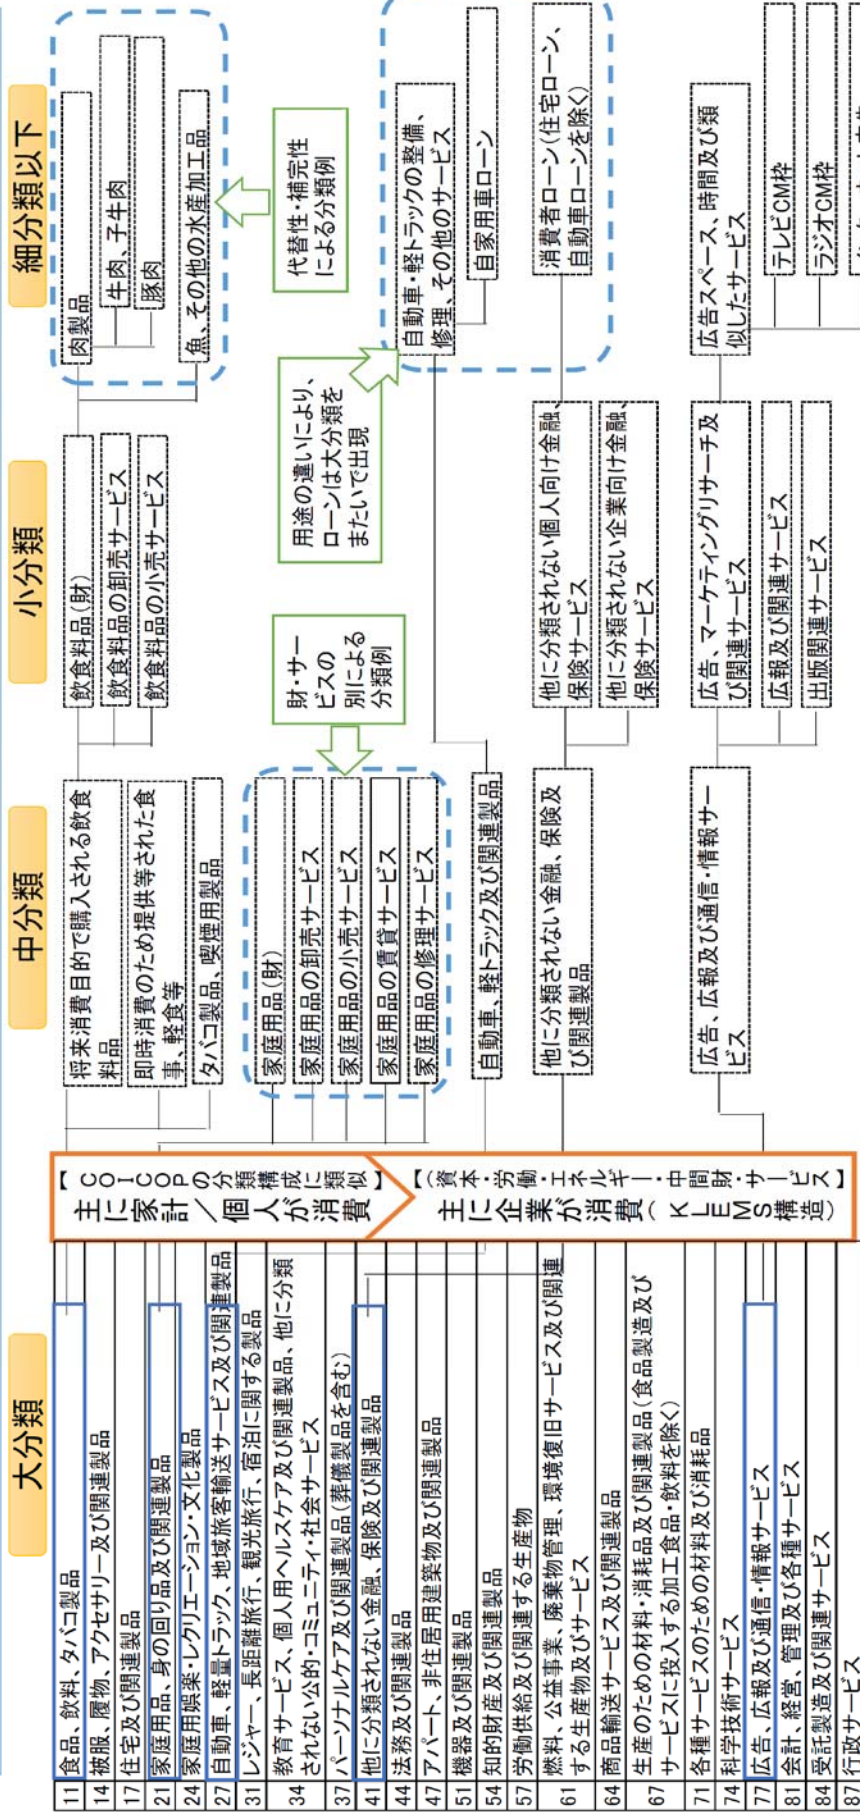 大分類
中分類
小分類
細分類以下
11 食品、飲料、タバコ製品
14 被服、履物、アクセサリー及び関連製品
17 住宅及び関連製品
21 家庭用品、身の回り品及び関連製品
24 家庭用娯楽・レクリエーション・文化製品
27 自動車、軽量トラック、地域旅客輸送サービス及び関連製品
31 レジャー、長距離旅行、観光旅行、宿泊に関する製品
34 教育サービス、個人用ヘルスケア及び関連製品、他に分類
されない公的・コミュニティ・社会サービス
37 パーソナルケア及び関連製品(葬儀製品を含む)
41 他に分類されない金融、保険及び関連製品
44 法務及び関連製品
47 アパート、非住居用建築物及び関連製品
51 機器及び関連製品
54 知的財産及び関連製品
57 労働供給及び関連する生産物
61 燃料、公益事業、廃棄物管理、環境復旧サービス及び関連
する生産物及びサービス
64 商品輸送サービス及び関連製品
67 生産のための材料・消耗品及び関連製品(食品製造及び
サービスに投入する加工食品・飲料を除く)
71 各種サービスのための材料及び消耗品
74 科学技術サービス
77 広告、広報及び通信・情報サービス
81 会計、経営、管理及び各種サービス
84 受託製造及び関連サービス
87 行政サービス
【COICOPの分類構成に類似】
主に家計/個人が消費
【(資本・労働・エネルギー・中間財・サービス】
主に企業が消費(KLEMS構造)
将来消費目的で購入される飲食
料品
即時消費のため提供等された食
事、軽食等
タバコ製品、喫煙用製品
家庭用品(財)
家庭用品の卸売サービス
家庭用品の小売サービス
家庭用品の賃貸サービス
家庭用品の修理サービス
自動車、軽トラック及び関連製品
他に分類されない金融、保険及
び関連製品
広告、広報及び通信・情報サー
ビス
飲食料品(財)
飲食料品の卸売サービス
飲食料品の小売サービス
財・サー
ビスの
別による
分類例
他に分類されない個人向け金融、
保険サービス
他に分類されない企業向け金融、
保険サービス
広告、マーケティングリサーチ及
び関連サービス
広報及び関連サービス
出版関連サービス
肉製品
牛肉、子牛肉
豚肉
魚、その他の水産加工品
代替性・補完性
による分類例
用途の違いにより、
ローンは大分類を
またいで出現
自動車・軽トラックの整備、
修理、その他のサービス
自家用車ローン
消費者ローン(住宅ローン、
自動車ローンを除く)
広告スペース、時間及び類
似したサービス
テレビCM枠
ラジオCM枠